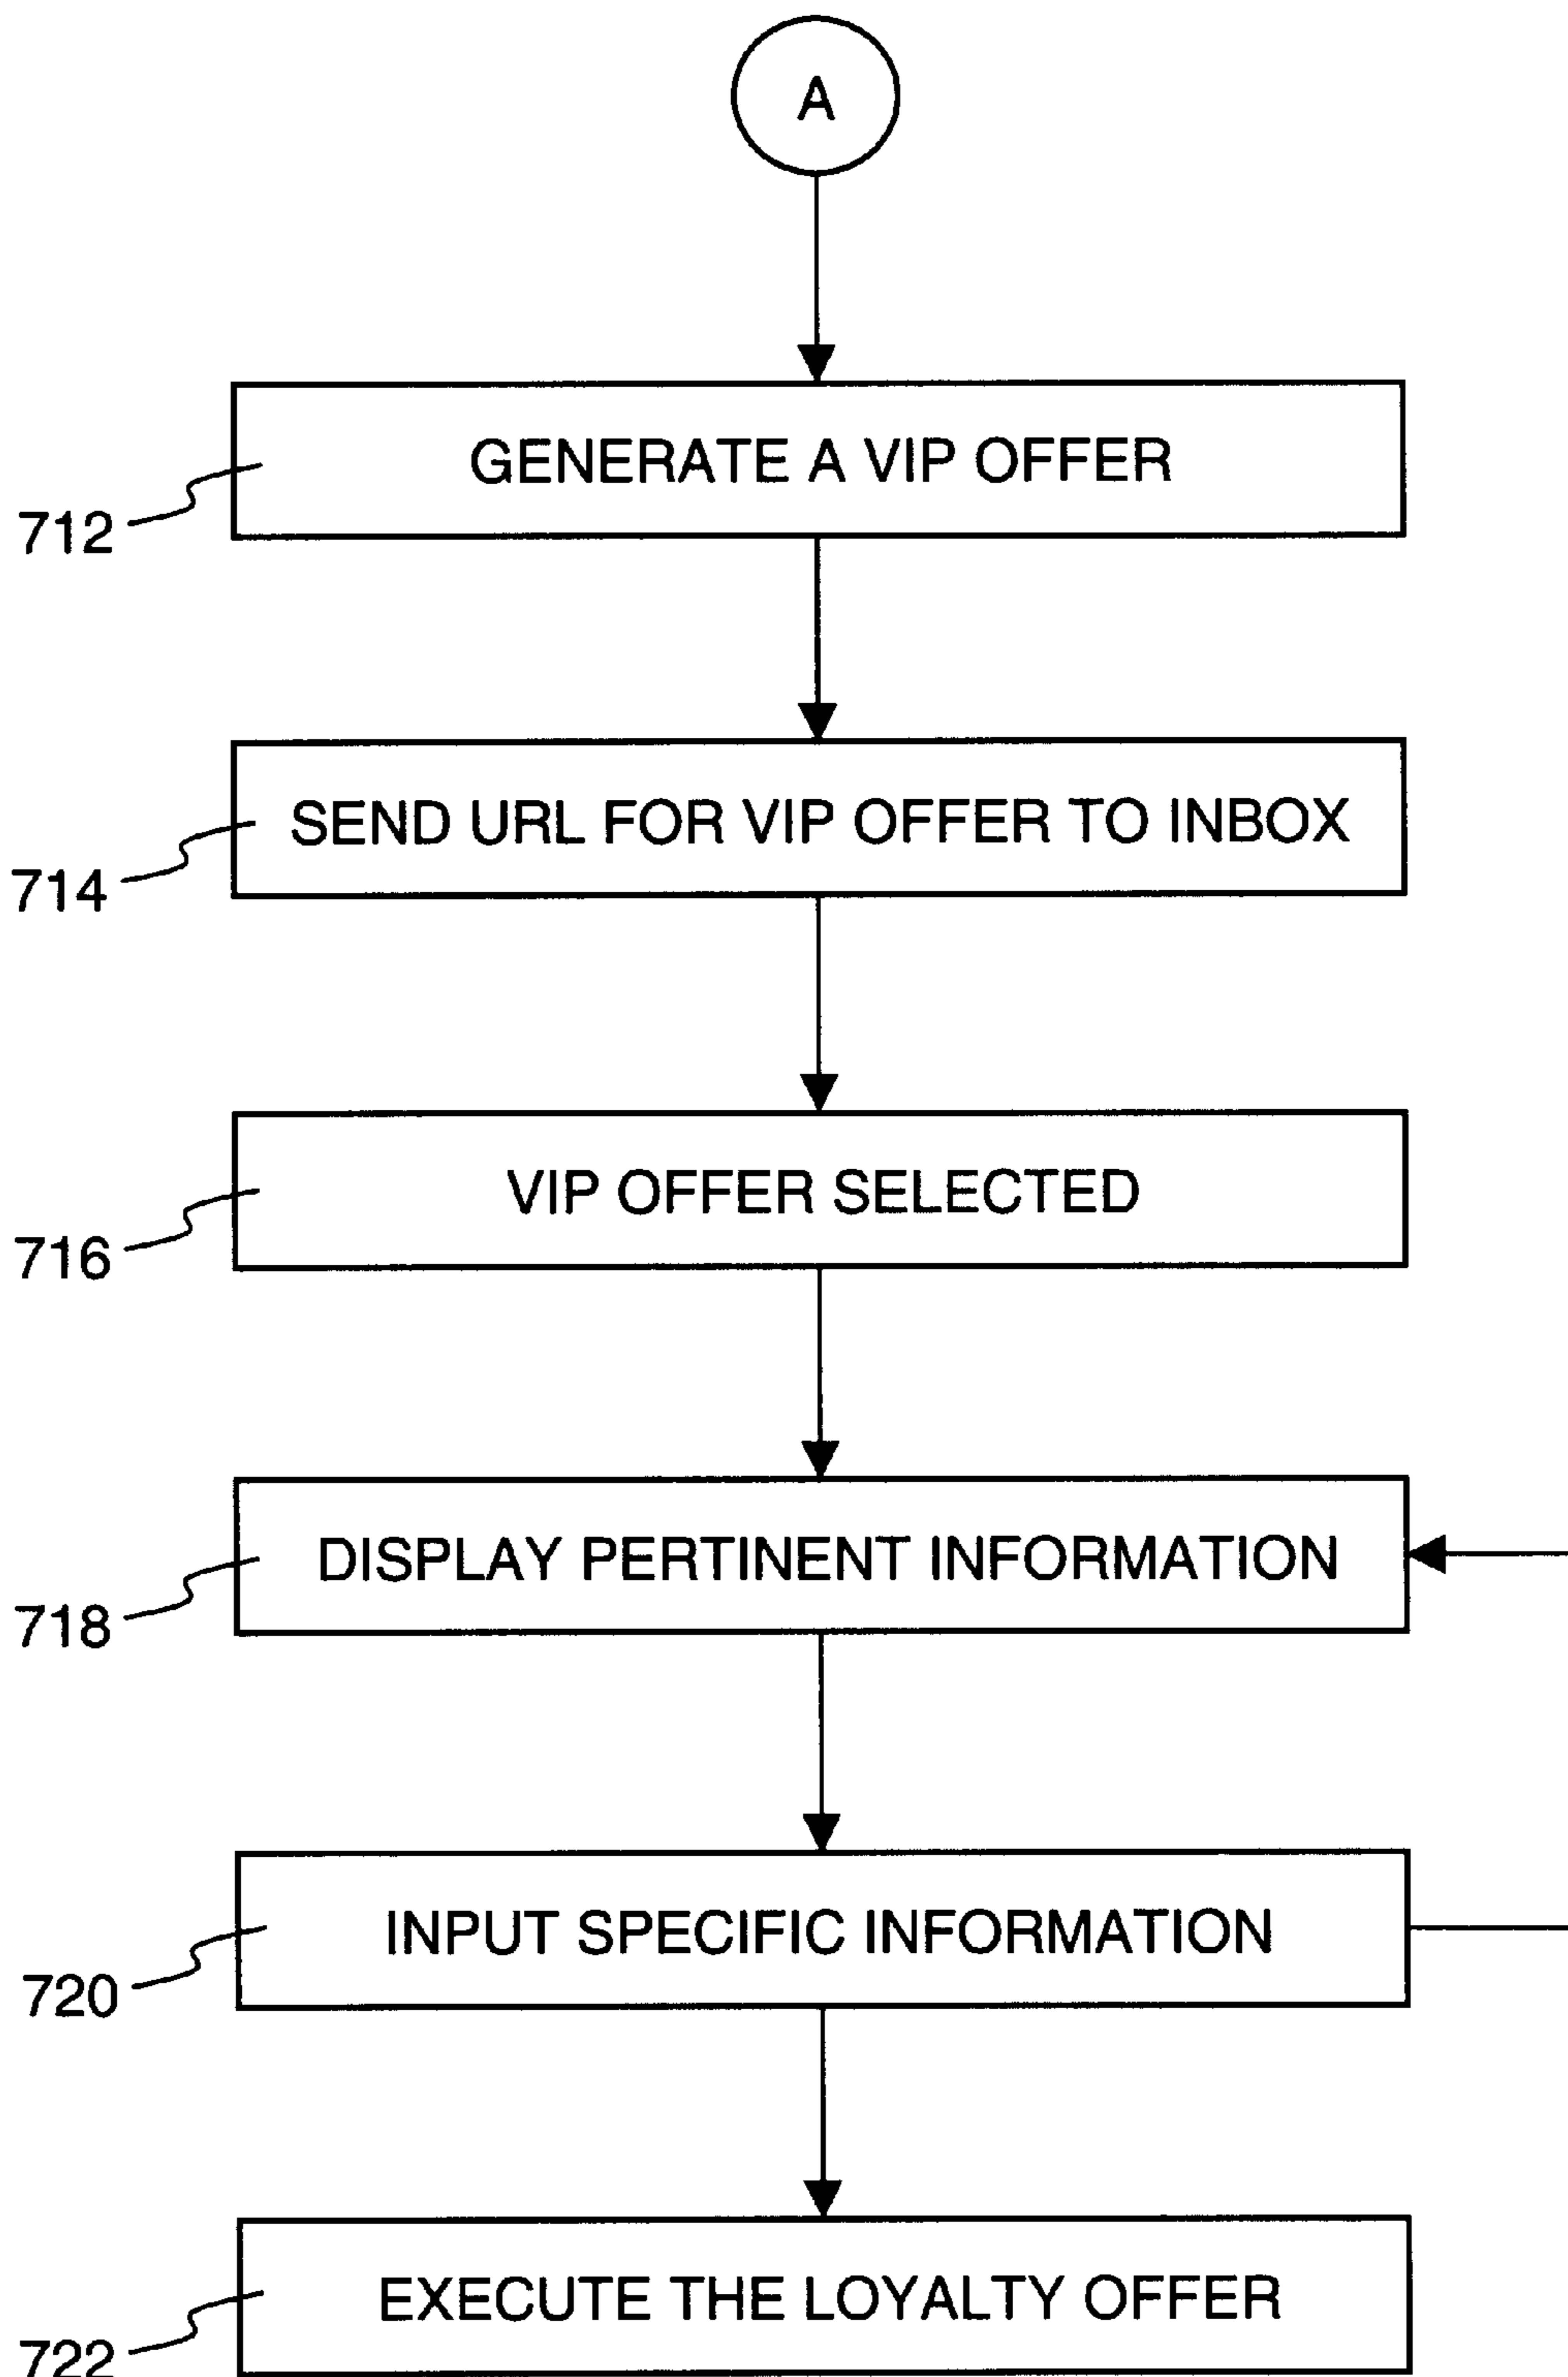 A
GENERATE A VIP OFFER
712
SEND URL FOR VIP OFFER TO INBOX
714
VIP OFFER SELECTED
716
DISPLAY PERTINENT INFORMATION
718
INPUT SPECIFIC INFORMATION
720
EXECUTE THE LOYALTY OFFER
722